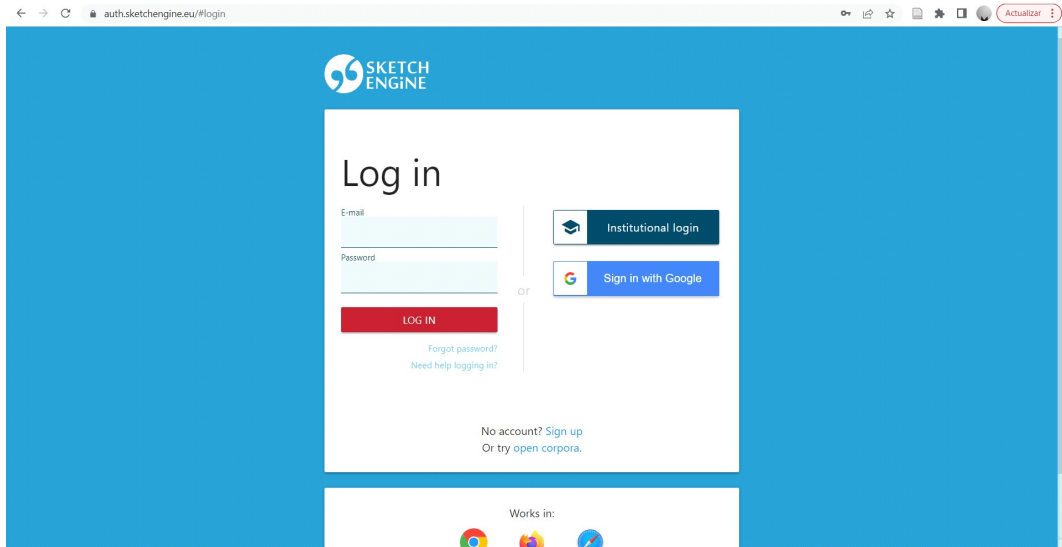 auth.sketchengine.eu/#login
Actualizar
SKETCH
ENGiNE
Log in
E-mail
Password
LOG IN
Forgot password?
Need help logging in?
or
Institutional login
G
Sign in with Google
No account? Sign up
Or try open corpora.
Works in: